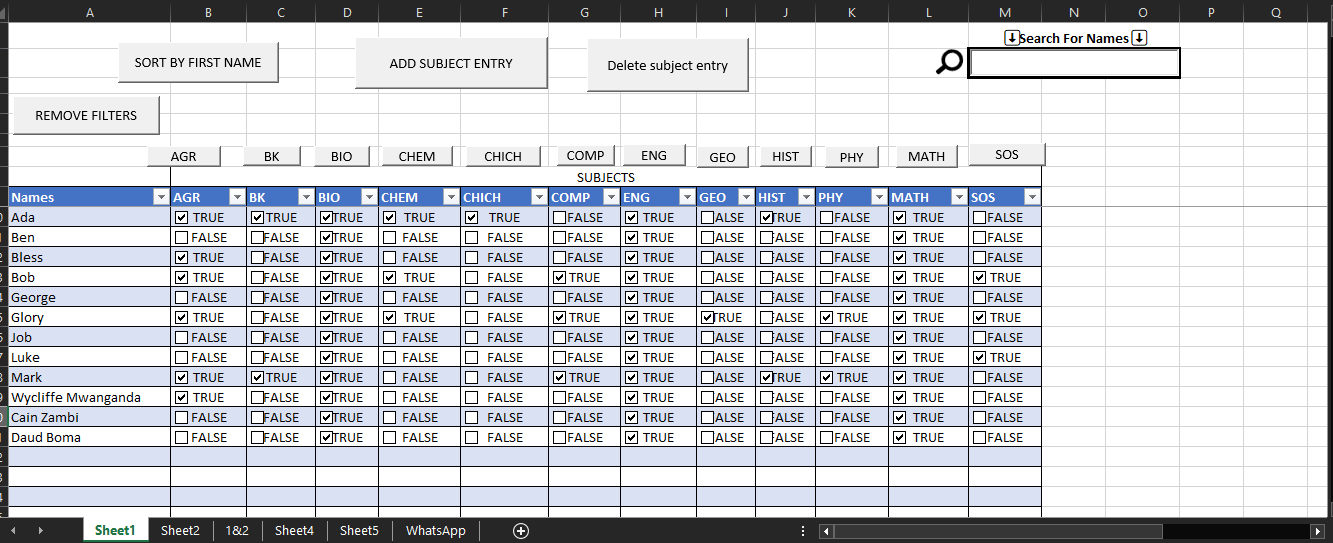 A B C D E F G H I J K L M N O P Q
Search For Names
SORT BY FIRST NAME ADD SUBJECT ENTRY Delete subject entry
REMOVE FILTERS
AGR BK BIO CHEM CHICH COMP ENG GEO HIST PHY MATH SOS
SUBJECTS
Names AGR BK BIO CHEM CHICH COMP ENG GEO HIST PHY MATH SOS
Ada TRUE TRUE TRUE TRUE TRUE FALSE TRUE ALSE RUE FALSE TRUE FALSE
Ben FALSE FALSE TRUE FALSE FALSE FALSE TRUE ALSE ALSE FALSE TRUE FALSE
Bless TRUE FALSE TRUE FALSE FALSE FALSE TRUE ALSE ALSE FALSE TRUE FALSE
Bob TRUE FALSE TRUE TRUE FALSE TRUE TRUE ALSE ALSE FALSE TRUE TRUE
George FALSE FALSE TRUE FALSE FALSE FALSE TRUE ALSE ALSE FALSE TRUE FALSE
Glory TRUE FALSE TRUE TRUE FALSE TRUE TRUE TRUE ALSE TRUE TRUE TRUE
Job FALSE FALSE TRUE FALSE FALSE FALSE TRUE ALSE ALSE FALSE TRUE FALSE
Luke FALSE FALSE TRUE FALSE FALSE FALSE TRUE ALSE ALSE FALSE TRUE TRUE
Mark TRUE TRUE TRUE FALSE FALSE TRUE TRUE ALSE RUE TRUE TRUE FALSE
Wycliffe Mwanganda TRUE FALSE TRUE FALSE FALSE FALSE TRUE ALSE ALSE FALSE TRUE FALSE
Cain Zambi FALSE FALSE TRUE FALSE FALSE FALSE TRUE ALSE ALSE FALSE TRUE FALSE
Daud Boma FALSE FALSE TRUE FALSE FALSE FALSE TRUE ALSE ALSE FALSE TRUE FALSE
Sheet1 Sheet2 1&2 Sheet4 Sheet5 WhatsApp